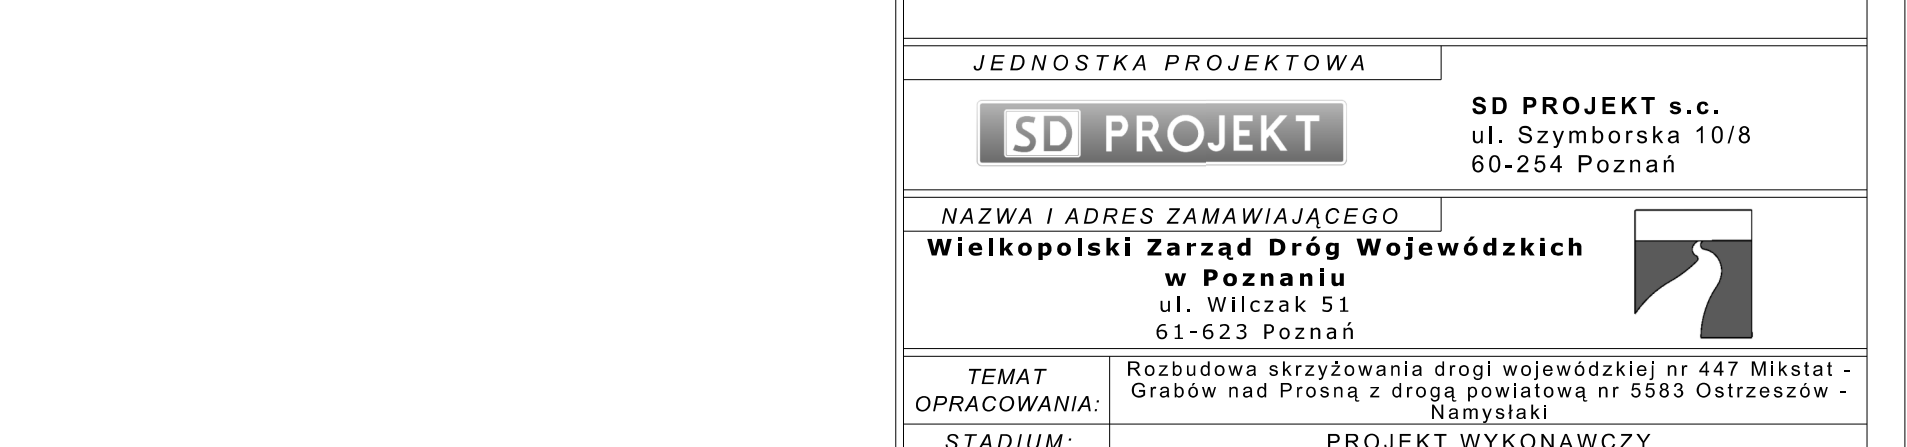 JEDNOSTKA PROJEKTOWA
SD PROJEKT
SD PROJEKT s.c.
ul. Szymborska 10/8
60-254 Poznań
NAZWA I ADRES ZAMAWIAJĄCEGO
Wielkopolski Zarząd Dróg Wojewódzkich
w Poznaniu
ul. Wilczak 51
61-623 Poznań
TEMAT
OPRACOWANIA:
Rozbudowa skrzyżowania drogi wojewódzkiej nr 447 Mikstat -
Grabów nad Prosną z drogą powiatową nr 5583 Ostrzeszów -
Namysłaki
STADIUM:
PROJEKT WYKONAWCZY